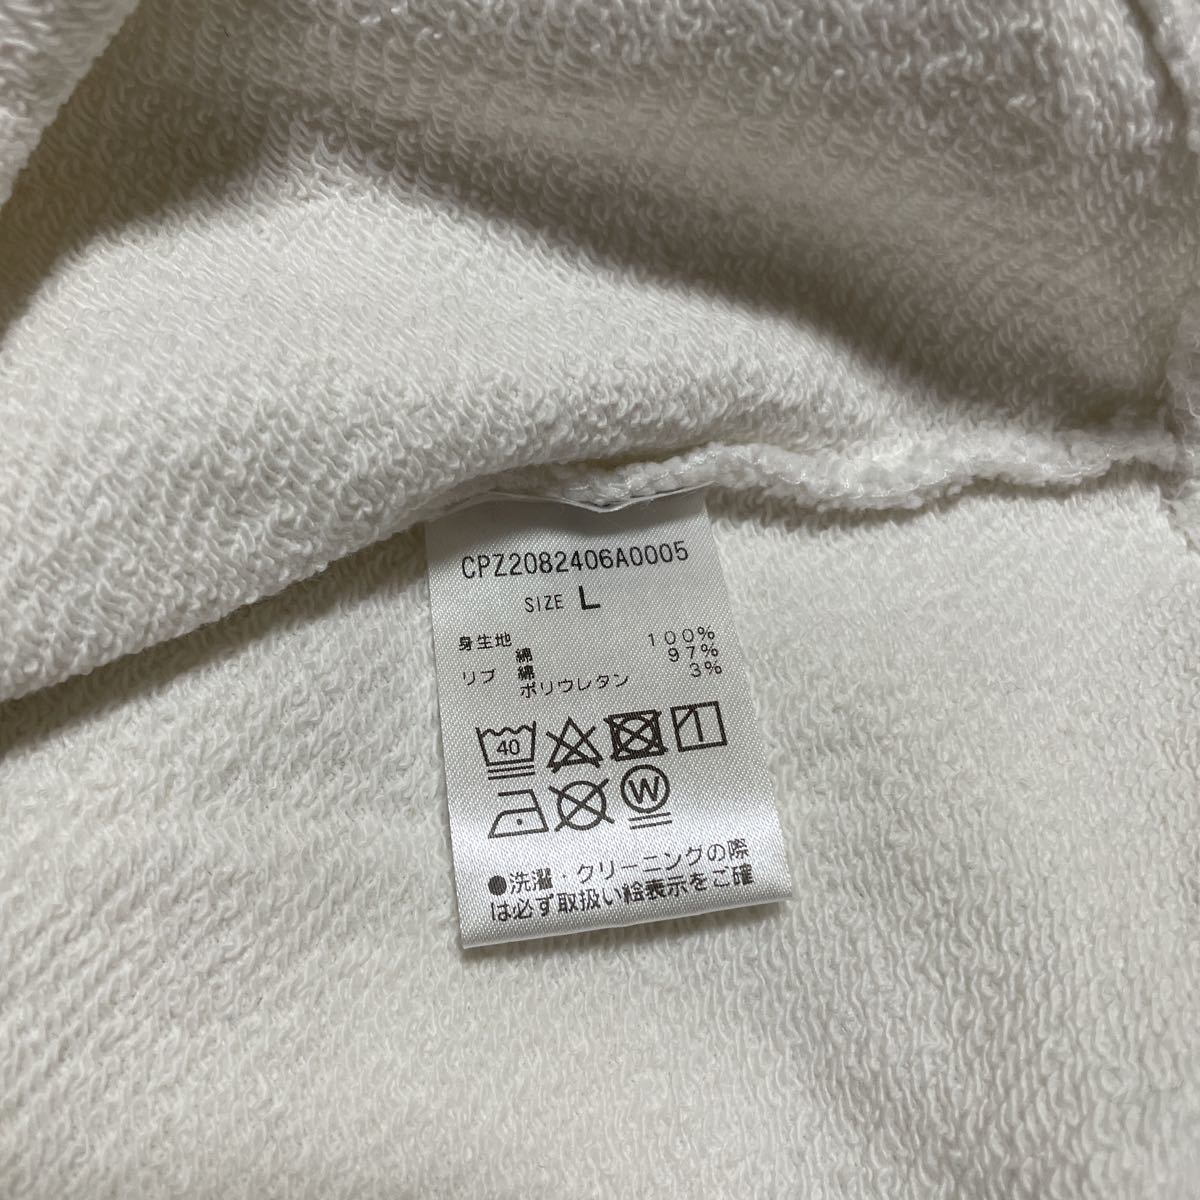 CPZ2082406A0005
SIZE L
身生地 綿 100%
リブ 綿 97%
ポリウレタン 3%
40
W
●洗濯・クリーニングの際
は必ず取扱い絵表示をご確